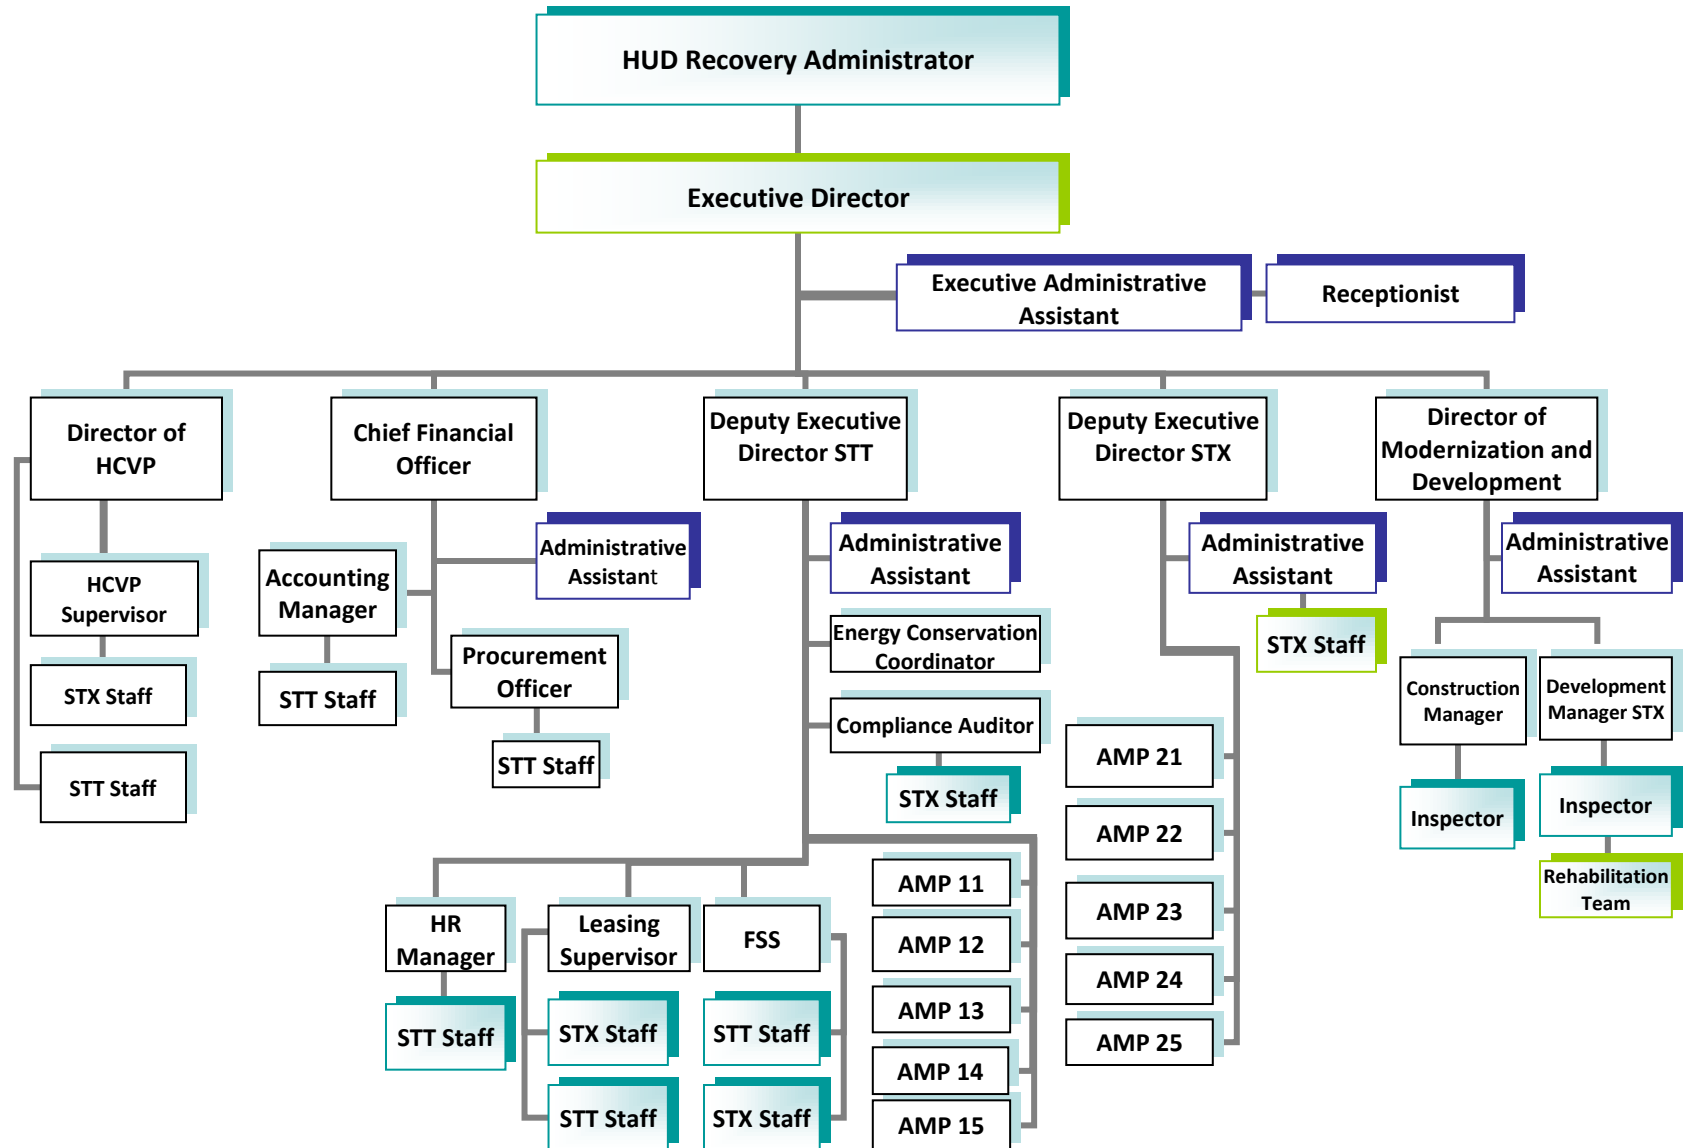 HUD Recovery Administrator
Executive Director
Executive Administrative
Assistant
Receptionist
Director of
HCVP
Chief Financial
Officer
Deputy Executive
Director STT
Deputy Executive
Director STX
Director of
Modernization and
Development
HCVP
Supervisor
STX Staff
STT Staff
Accounting
Manager
STT Staff
Administrative
Assistant
Procurement
Officer
STT Staff
Administrative
Assistant
Energy Conservation
Coordinator
Compliance Auditor
STX Staff
HR
Manager
STT Staff
Leasing
Supervisor
STX Staff
STT Staff
FSS
STT Staff
STX Staff
AMP 11
AMP 12
AMP 13
AMP 14
AMP 15
Administrative
Assistant
STX Staff
AMP 21
AMP 22
AMP 23
AMP 24
AMP 25
Administrative
Assistant
Construction
Manager
Inspector
Development
Manager STX
Inspector
Rehabilitation
Team